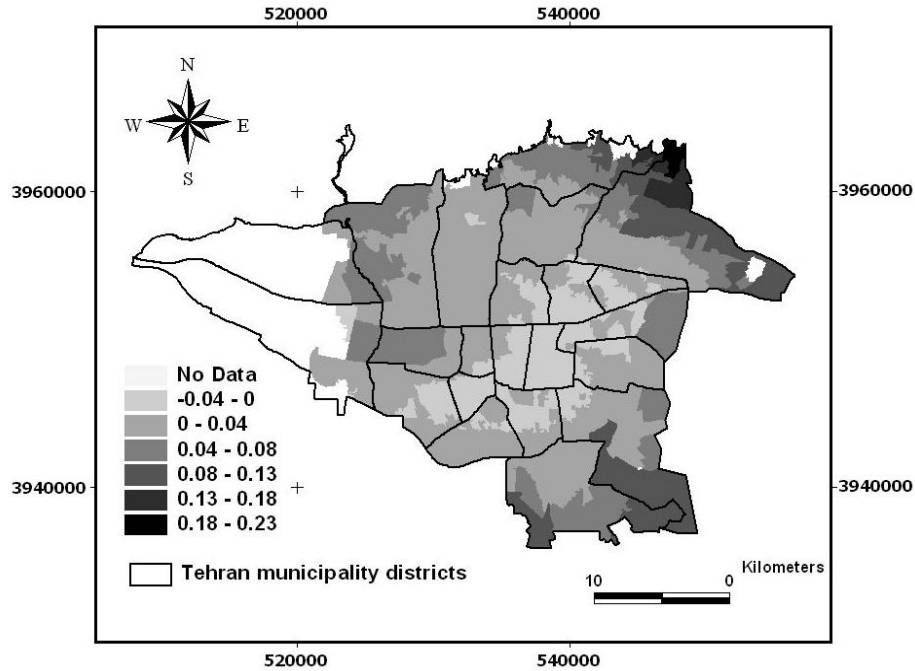 520000 540000
N
W E
S
3960000 3960000
No Data
-0.04 - 0
0 - 0.04
0.04 - 0.08
0.08 - 0.13
0.13 - 0.18
0.18 - 0.23
3940000 3940000
Tehran municipality districts
Kilometers
10 0
520000 540000